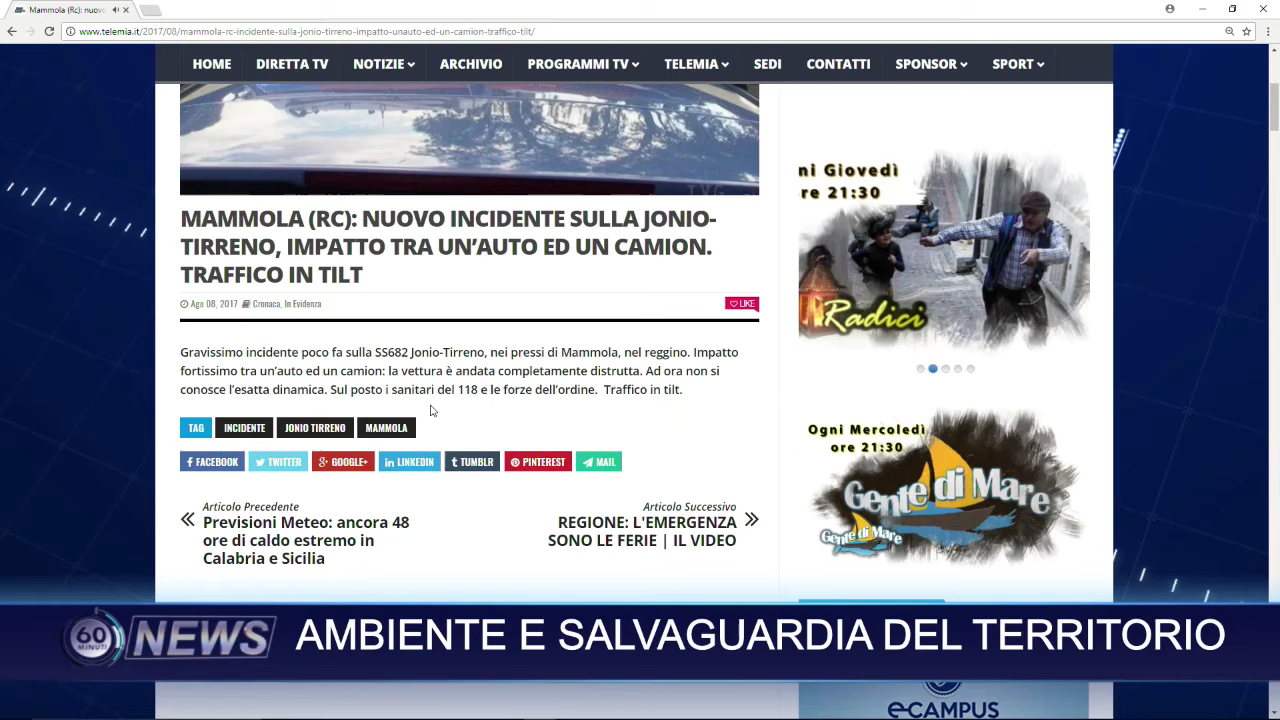 Mammola (Rc): nuovo
www.telemia.it/2017/08/mammola-rc-incidente-sulla-jonio-tirreno-impatto-unauto-ed-un-camion-traffico-tilt/
HOME DIRETTA TV NOTIZIE ARCHIVIO PROGRAMMI TV TELEMIA SEDI CONTATTI SPONSOR SPORT
TVG
MAMMOLA (RC): NUOVO INCIDENTE SULLA JONIO-
TIRRENO, IMPATTO TRA UN'AUTO ED UN CAMION.
TRAFFICO IN TILT
Ago 08, 2017 Cronaca, In Evidenza
LIKE
Gravissimo incidente poco fa sulla SS682 Jonio-Tirreno, nei pressi di Mammola, nel reggino. Impatto
fortissimo tra un'auto ed un camion: la vettura è andata completamente distrutta. Ad ora non si
conosce l'esatta dinamica. Sul posto i sanitari del 118 e le forze dell'ordine. Traffico in tilt.
TAG INCIDENTE JONIO TIRRENO MAMMOLA
FACEBOOK TWITTER GOOGLE+ LINKEDIN TUMBLR PINTEREST MAIL
Articolo Precedente
Previsioni Meteo: ancora 48
ore di caldo estremo in
Calabria e Sicilia
Articolo Successivo
REGIONE: L'EMERGENZA
SONO LE FERIE | IL VIDEO
ni Giovedì
re 21:30
Radici
Ogni Mercoledì
ore 21:30
Gente di Mare
Gente di Mare
60
MINUTI
NEWS
AMBIENTE E SALVAGUARDIA DEL TERRITORIO
e-CAMPUS